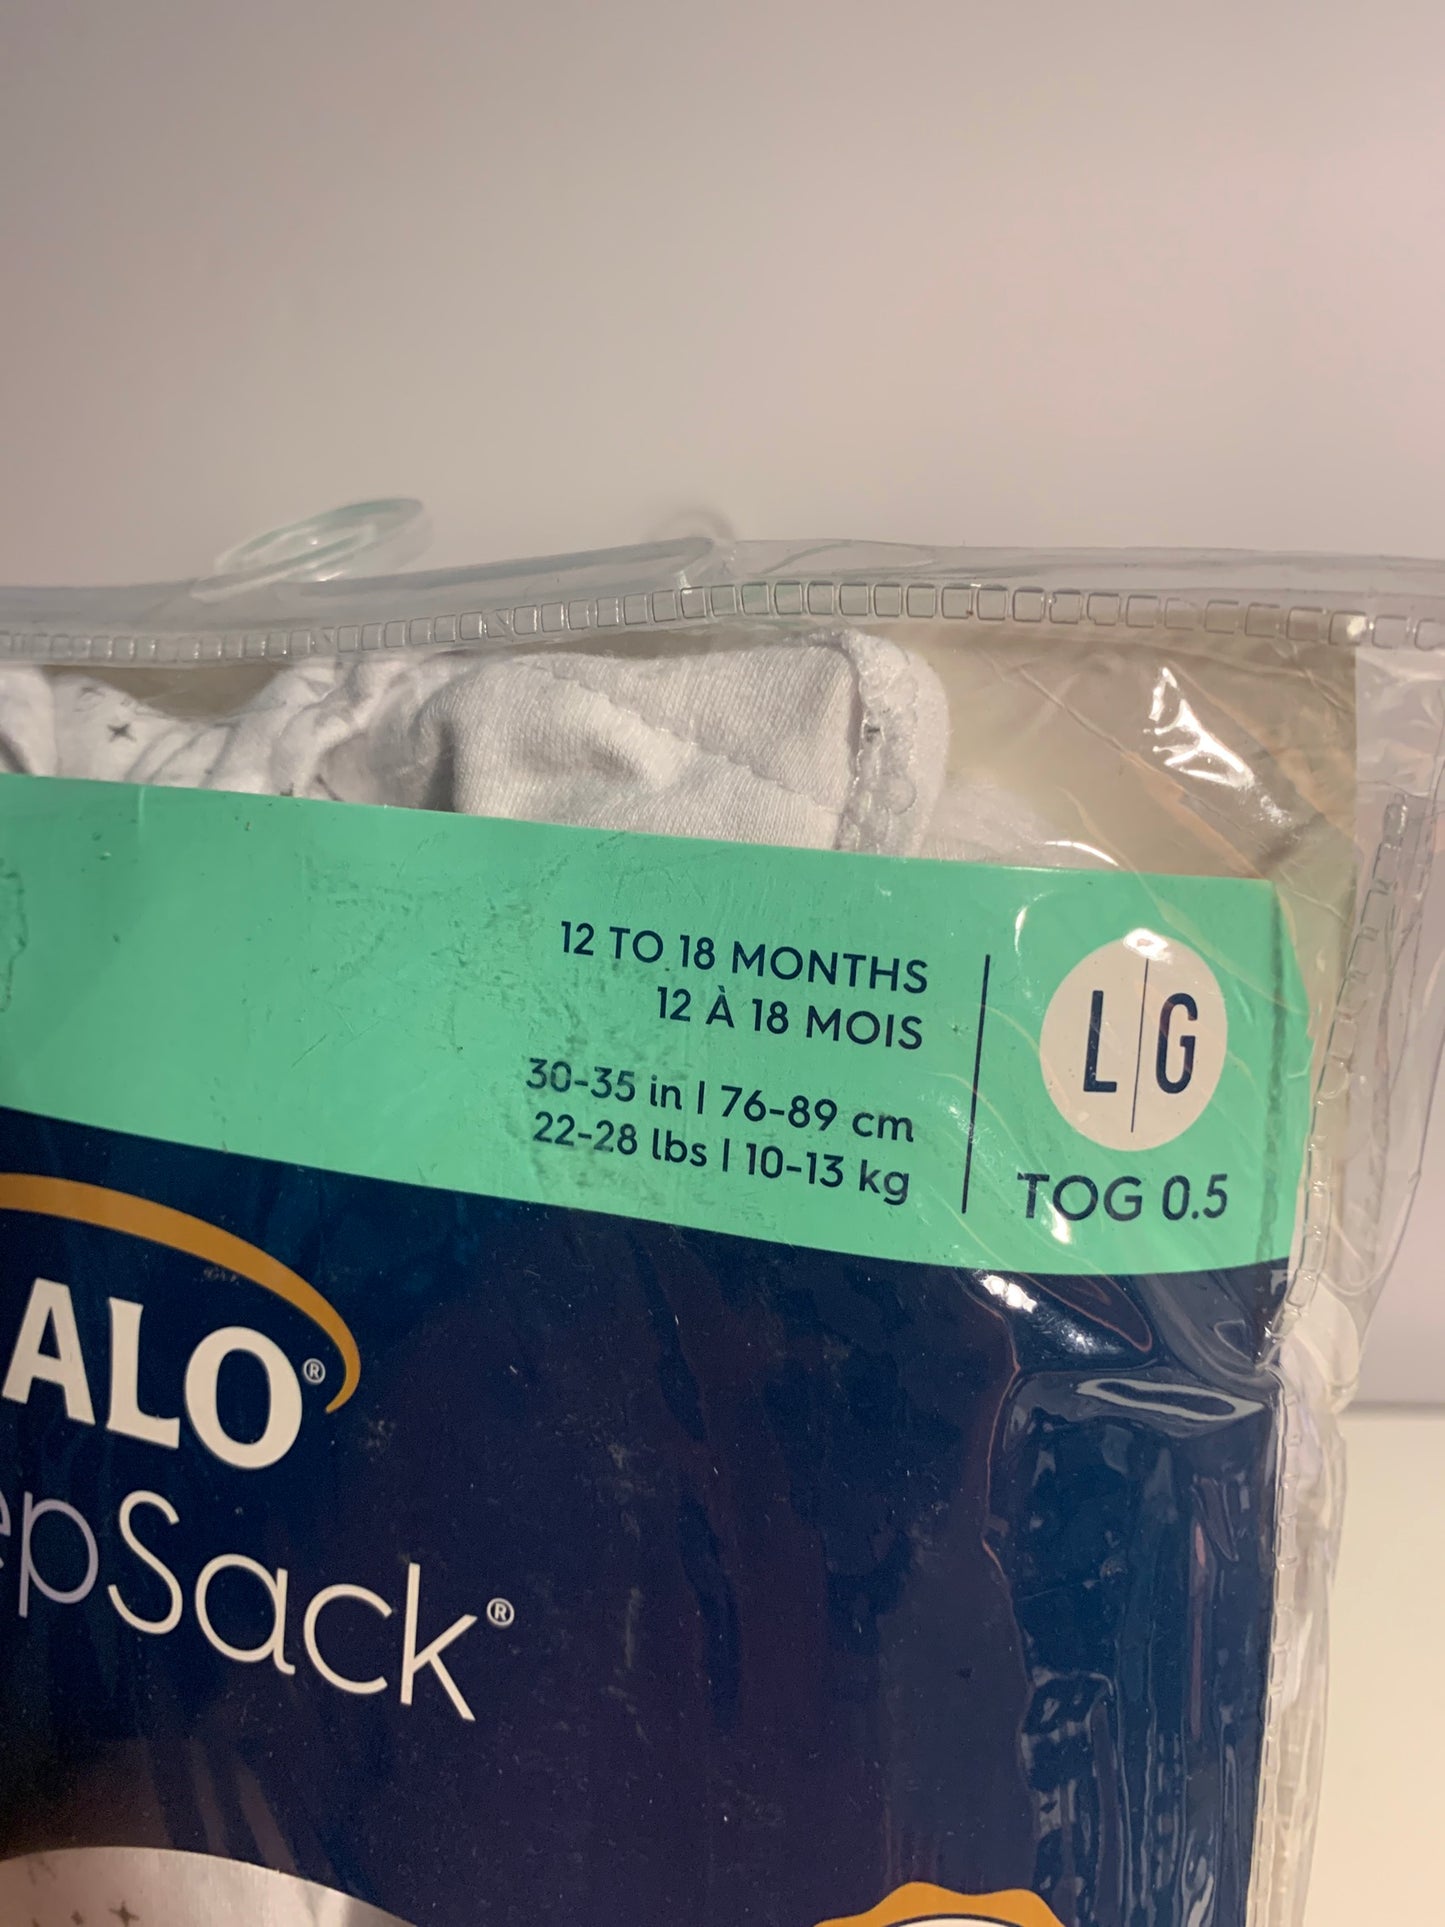 12 TO 18 MONTHS
12 À 18 MOIS
30-35 in | 76-89 cm
22-28 lbs | 10-13 kg
L|G
TOG 0.5
ALO®
epSack®